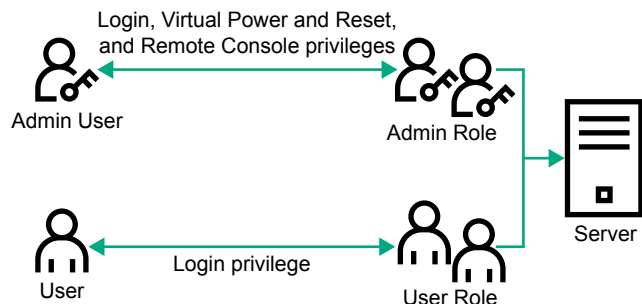 Login, Virtual Power and Reset,
and Remote Console privileges
Admin User
Admin Role
Server
Login privilege
User
User Role